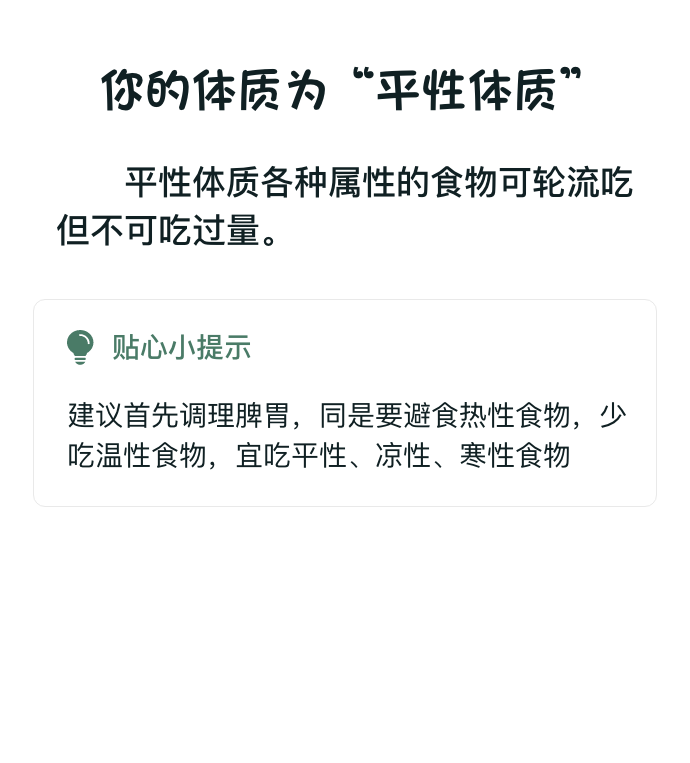 你的体质为“平性体质”
平性体质各种属性的食物可轮流吃
但不可吃过量。
贴心小提示
建议首先调理脾胃，同是要避食热性食物，少
吃温性食物，宜吃平性、凉性、寒性食物